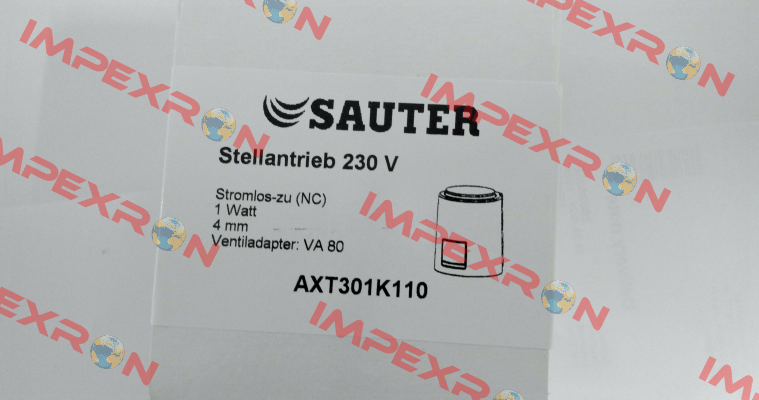 SAUTER
Stellantrieb 230 V
Stromlos-zu (NC)
1 Watt
4 mm
Ventiladapter: VA 80
AXT301K110
IMPEXRON
IMPEXRON
IMPEXRON
IMPEXRON
IMPEXRON
IMPEXRON